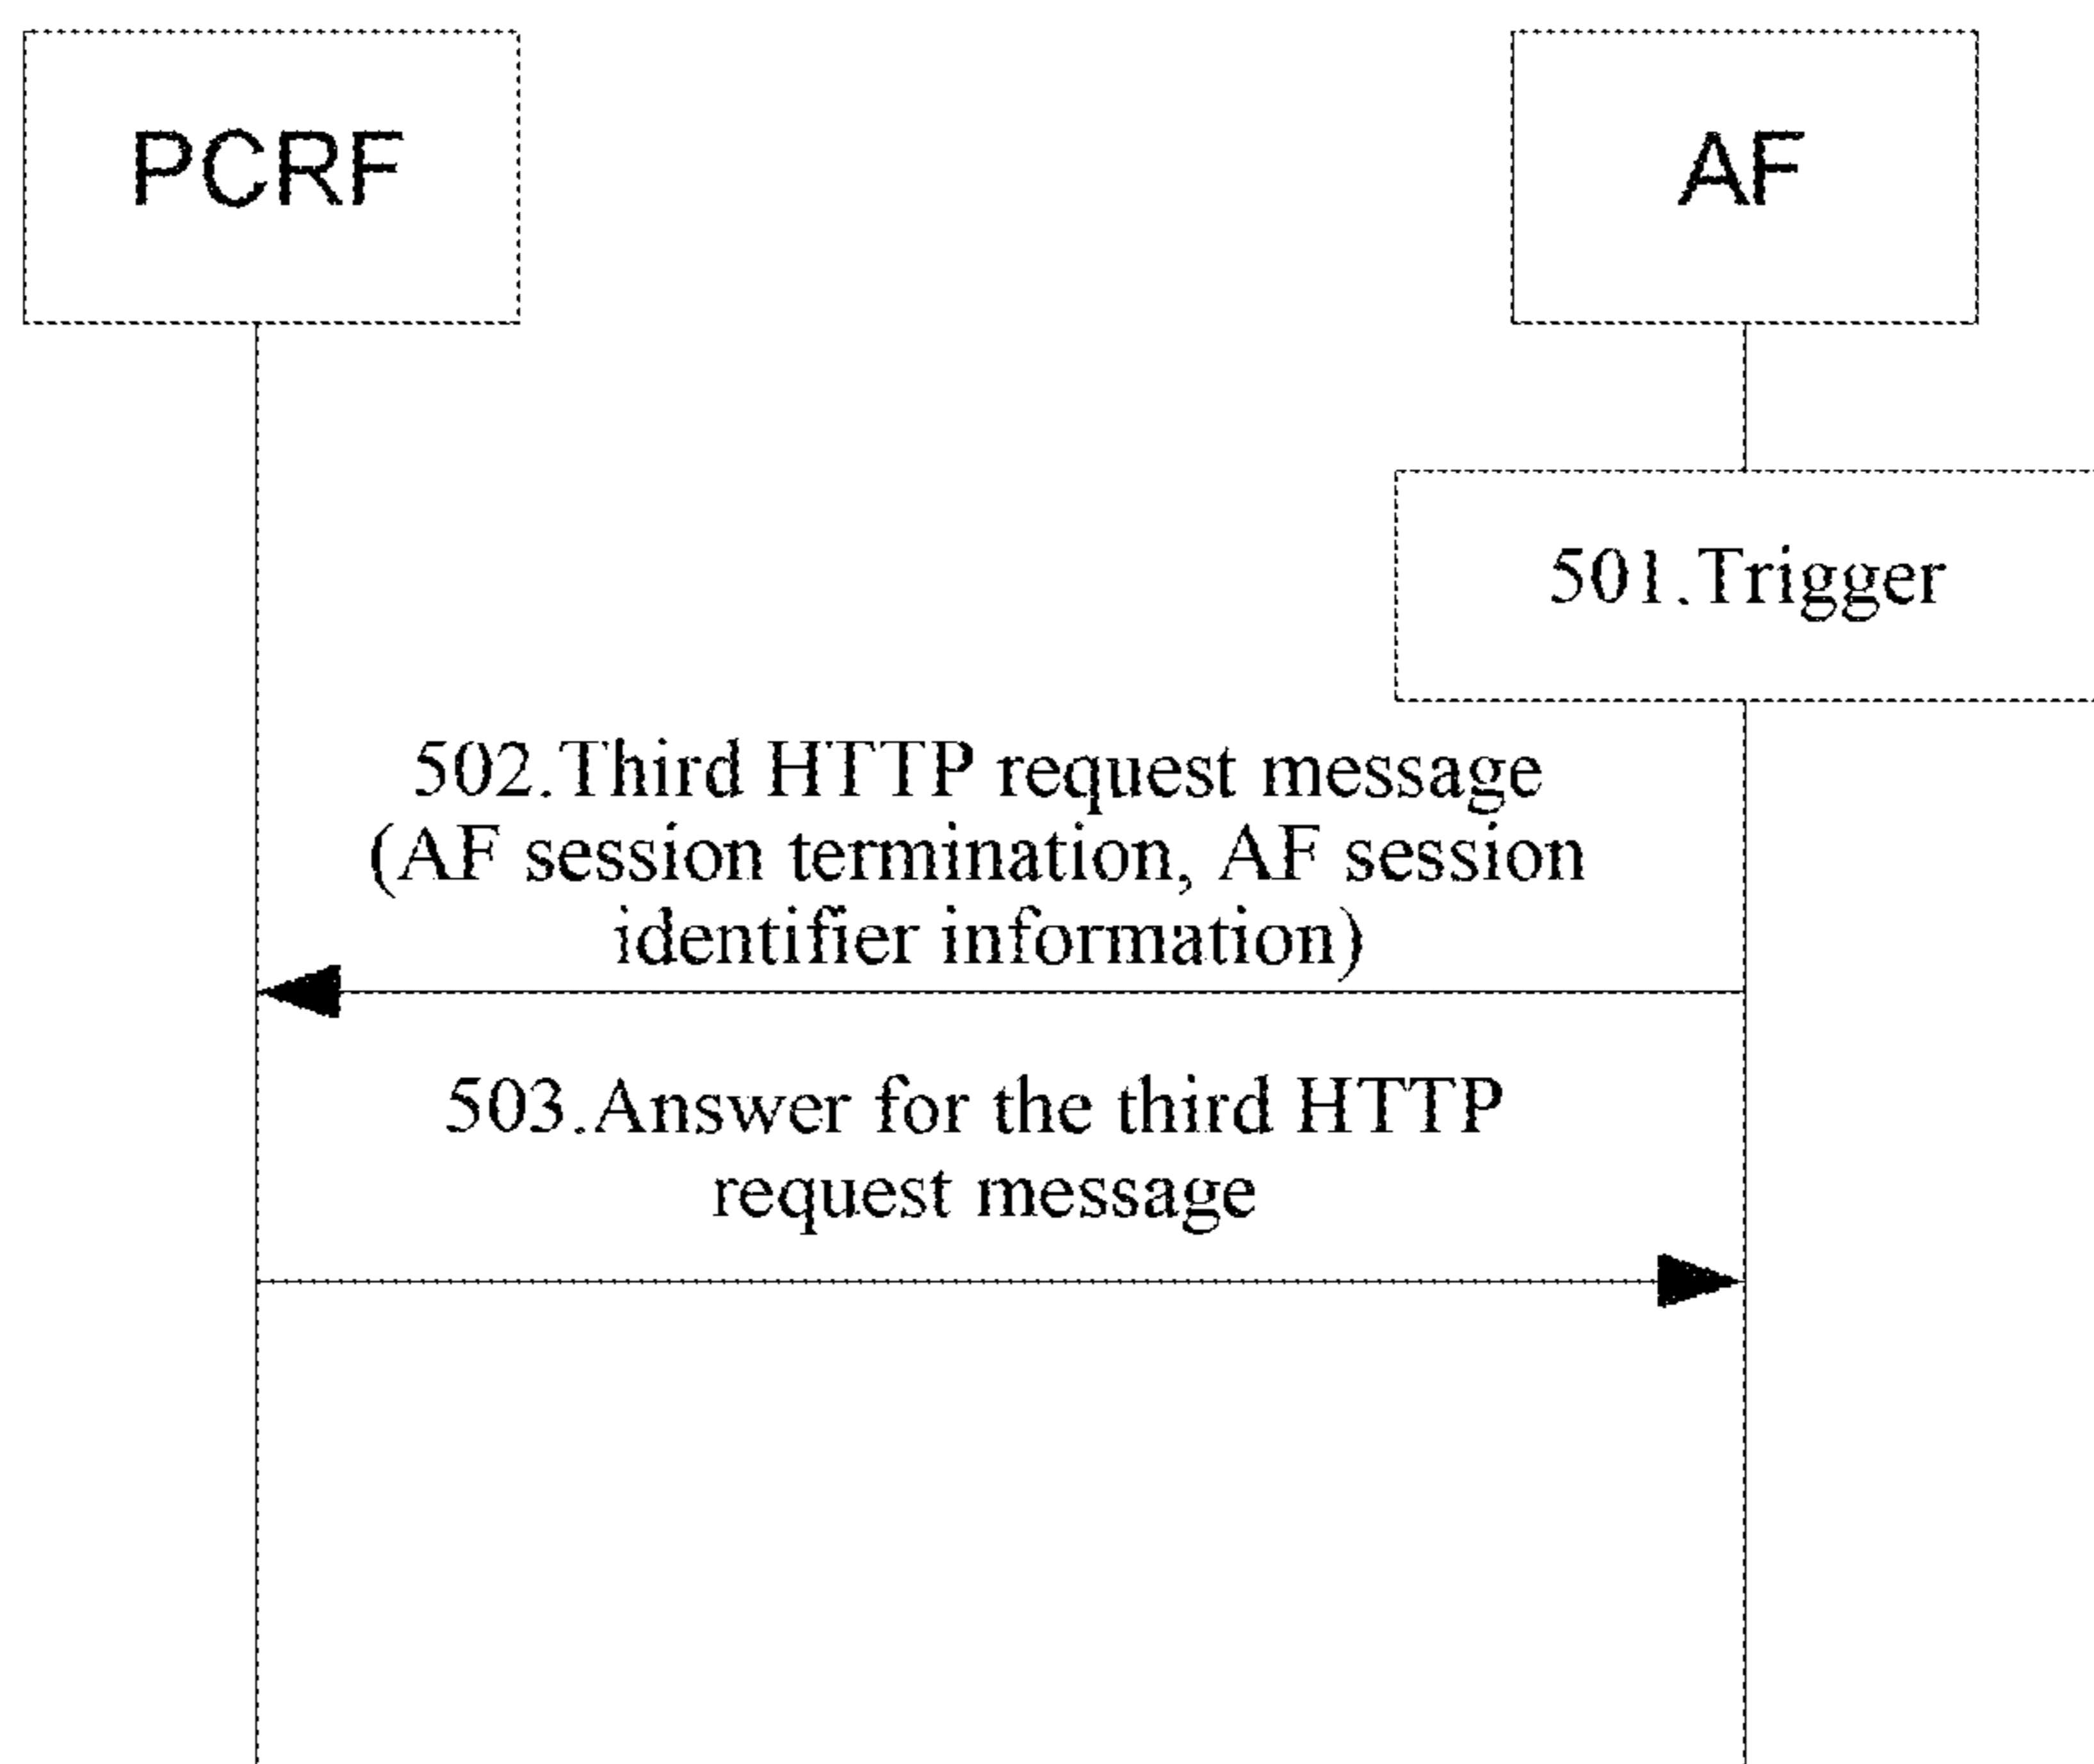 PCRF
AF
501.Trigger
502.Third HTTP request message
(AF session termination, AF session
identifier information)
503.Answer for the third HTTP
request message